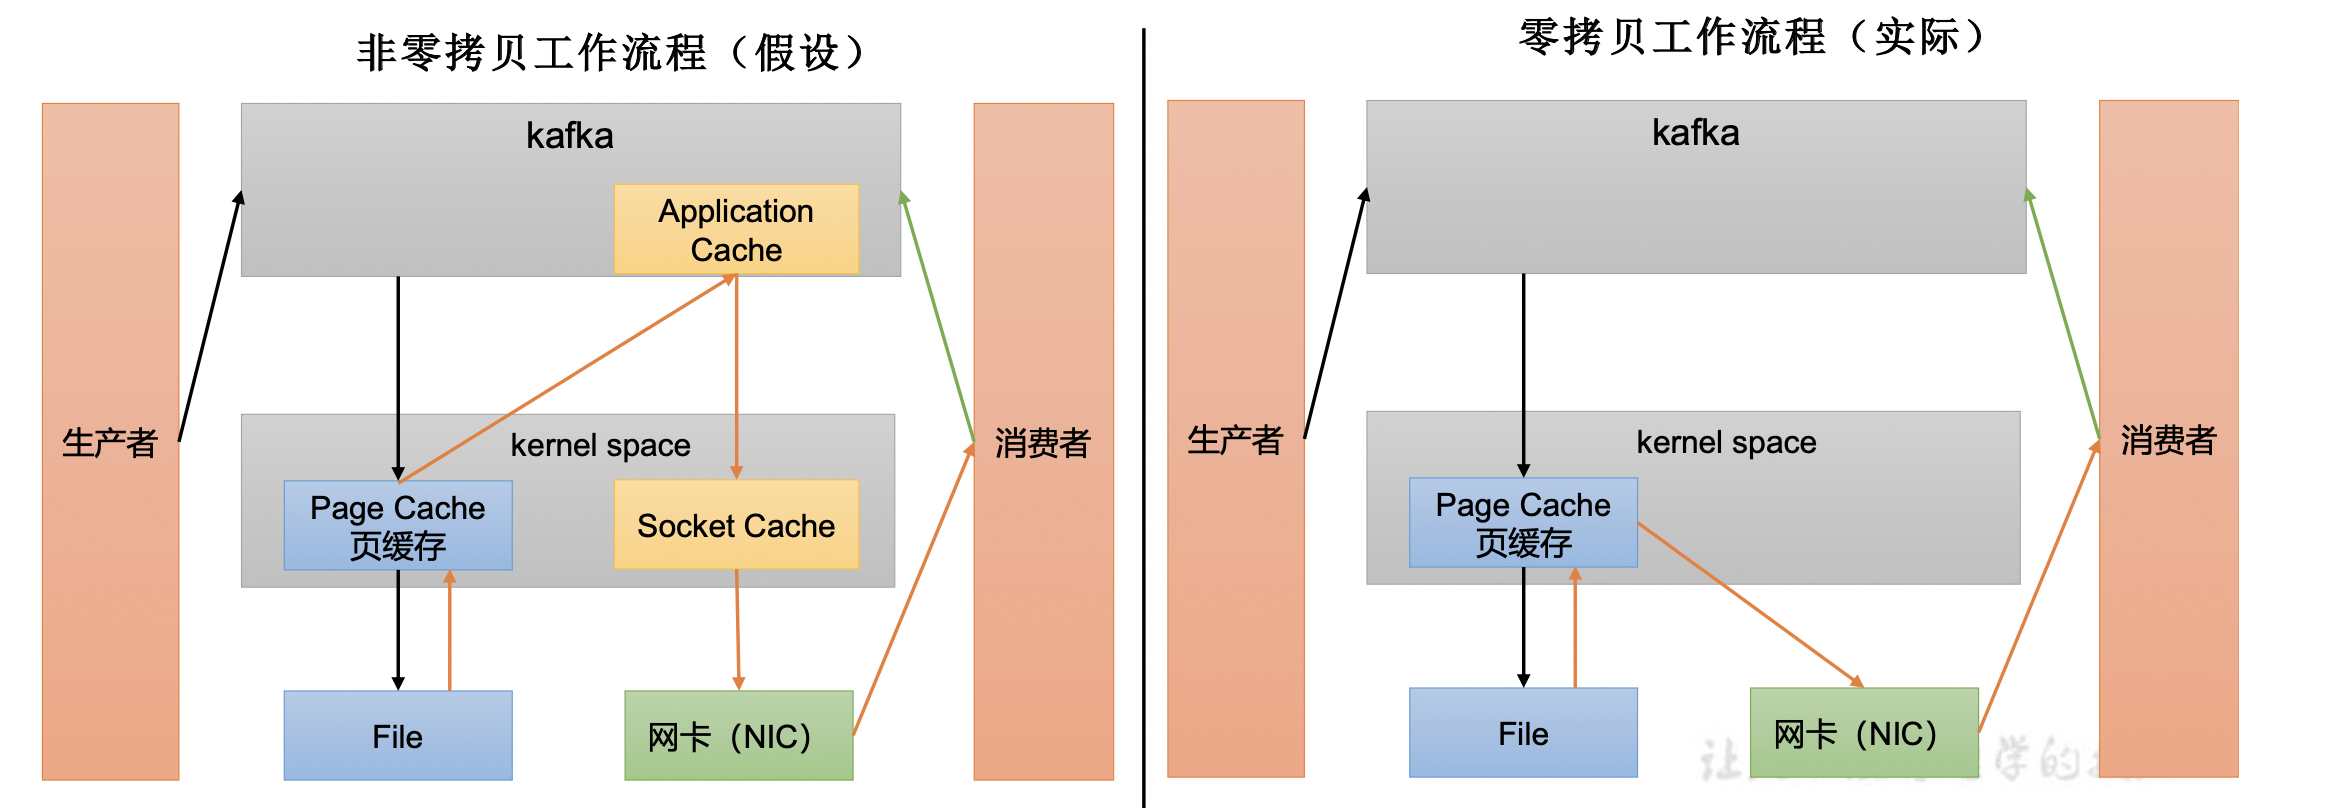 非零拷贝工作流程（假设）
kafka
Application
Cache
生产者
kernel space
消费者
Page Cache
页缓存
Socket Cache
File
网卡（NIC）
零拷贝工作流程（实际）
kafka
生产者
kernel space
消费者
Page Cache
页缓存
File
网卡（NIC）
让
学的